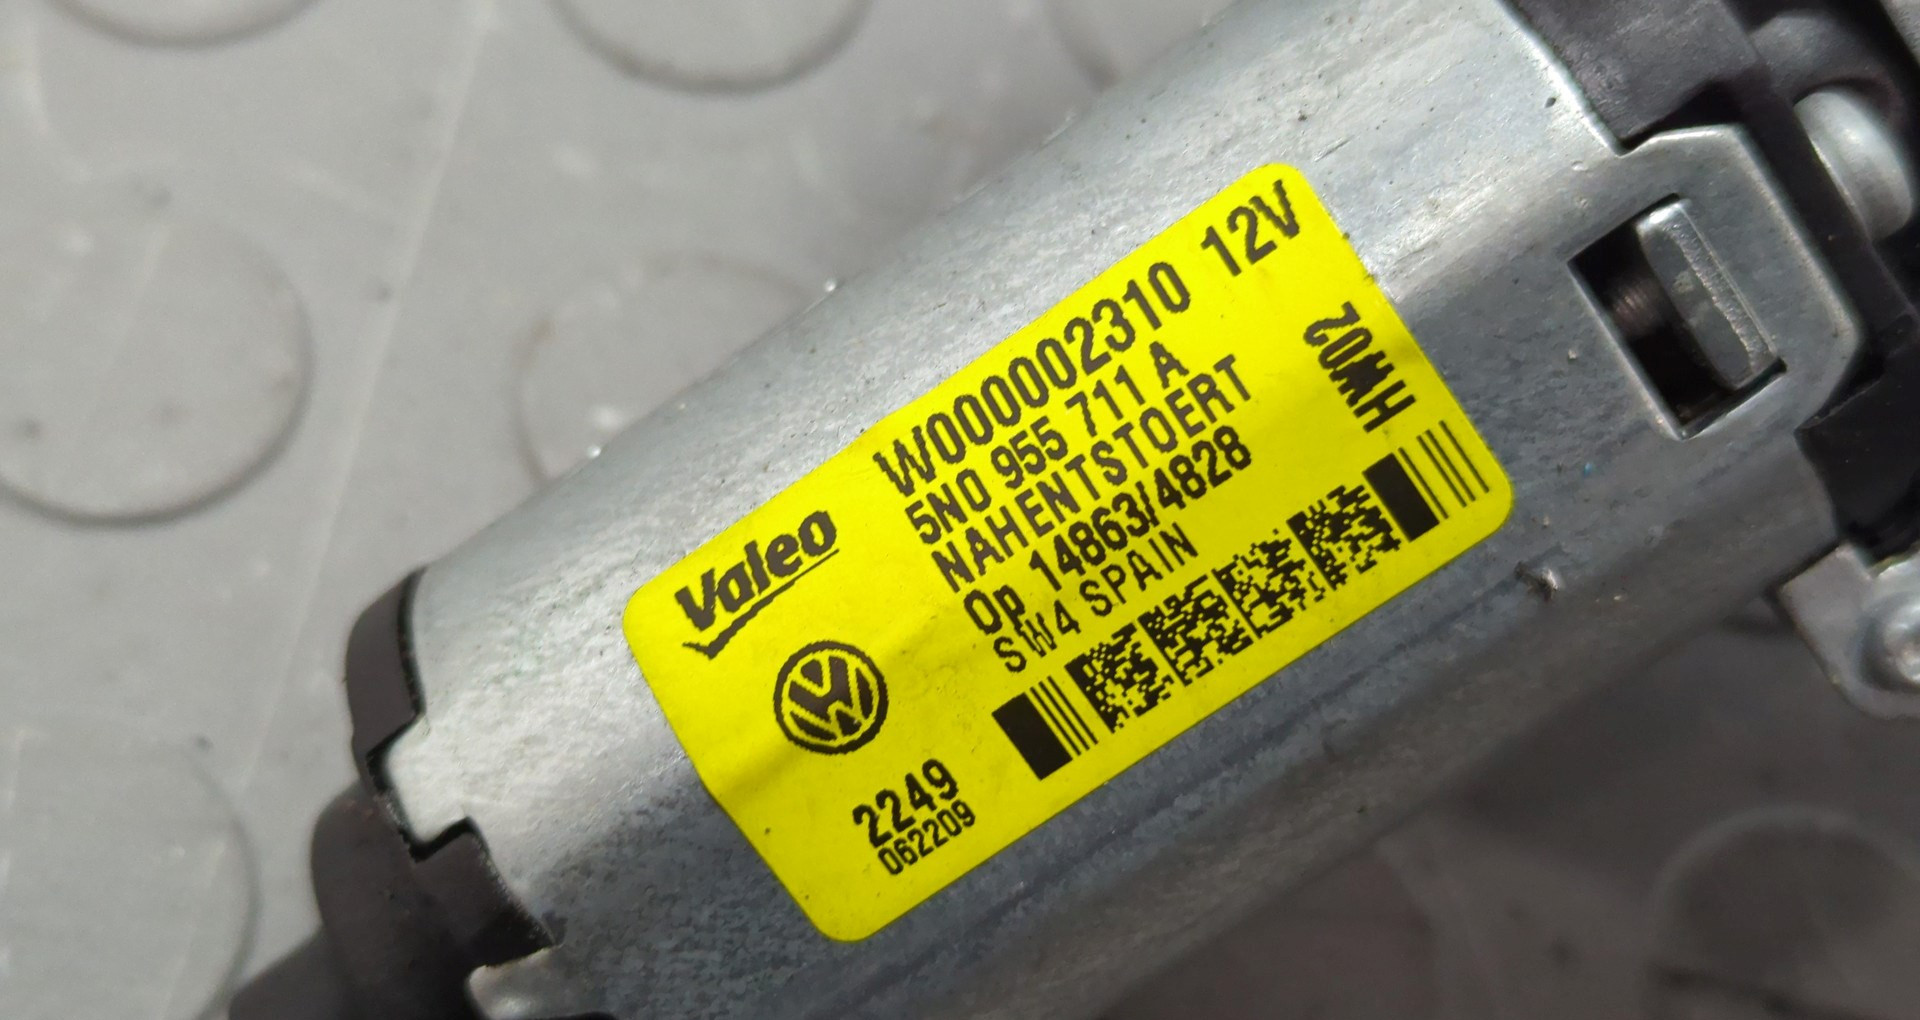 Valeo
W000002310 12V
5N0 955 711 A
NAHENTSTOERT
Op 14863/4828
SW4 SPAIN
HW02
2249
062209